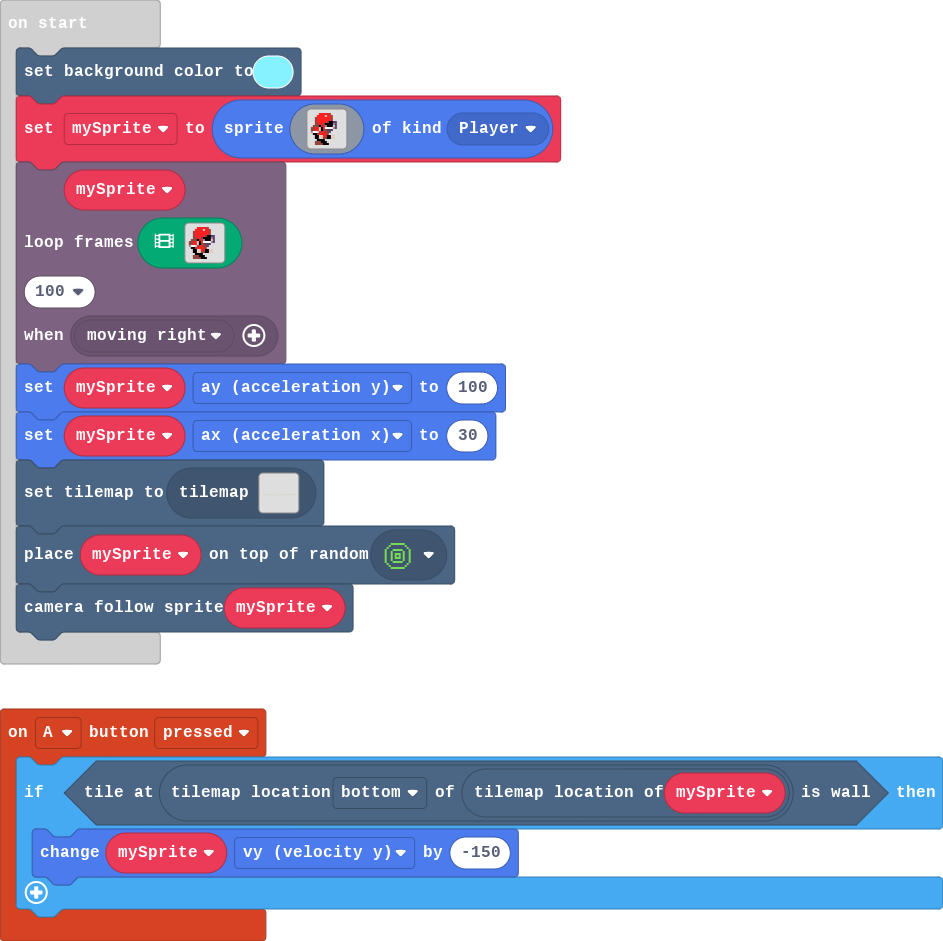 on start
set background color to
set mySprite to sprite of kind Player
mySprite
loop frames
100
when moving right
set mySprite ay (acceleration y) to 100
set mySprite ax (acceleration x) to 30
set tilemap to tilemap
place mySprite on top of random
camera follow sprite mySprite
on A button pressed
if tile at tilemap location bottom of tilemap location of mySprite is wall then
change mySprite vy (velocity y) by -150